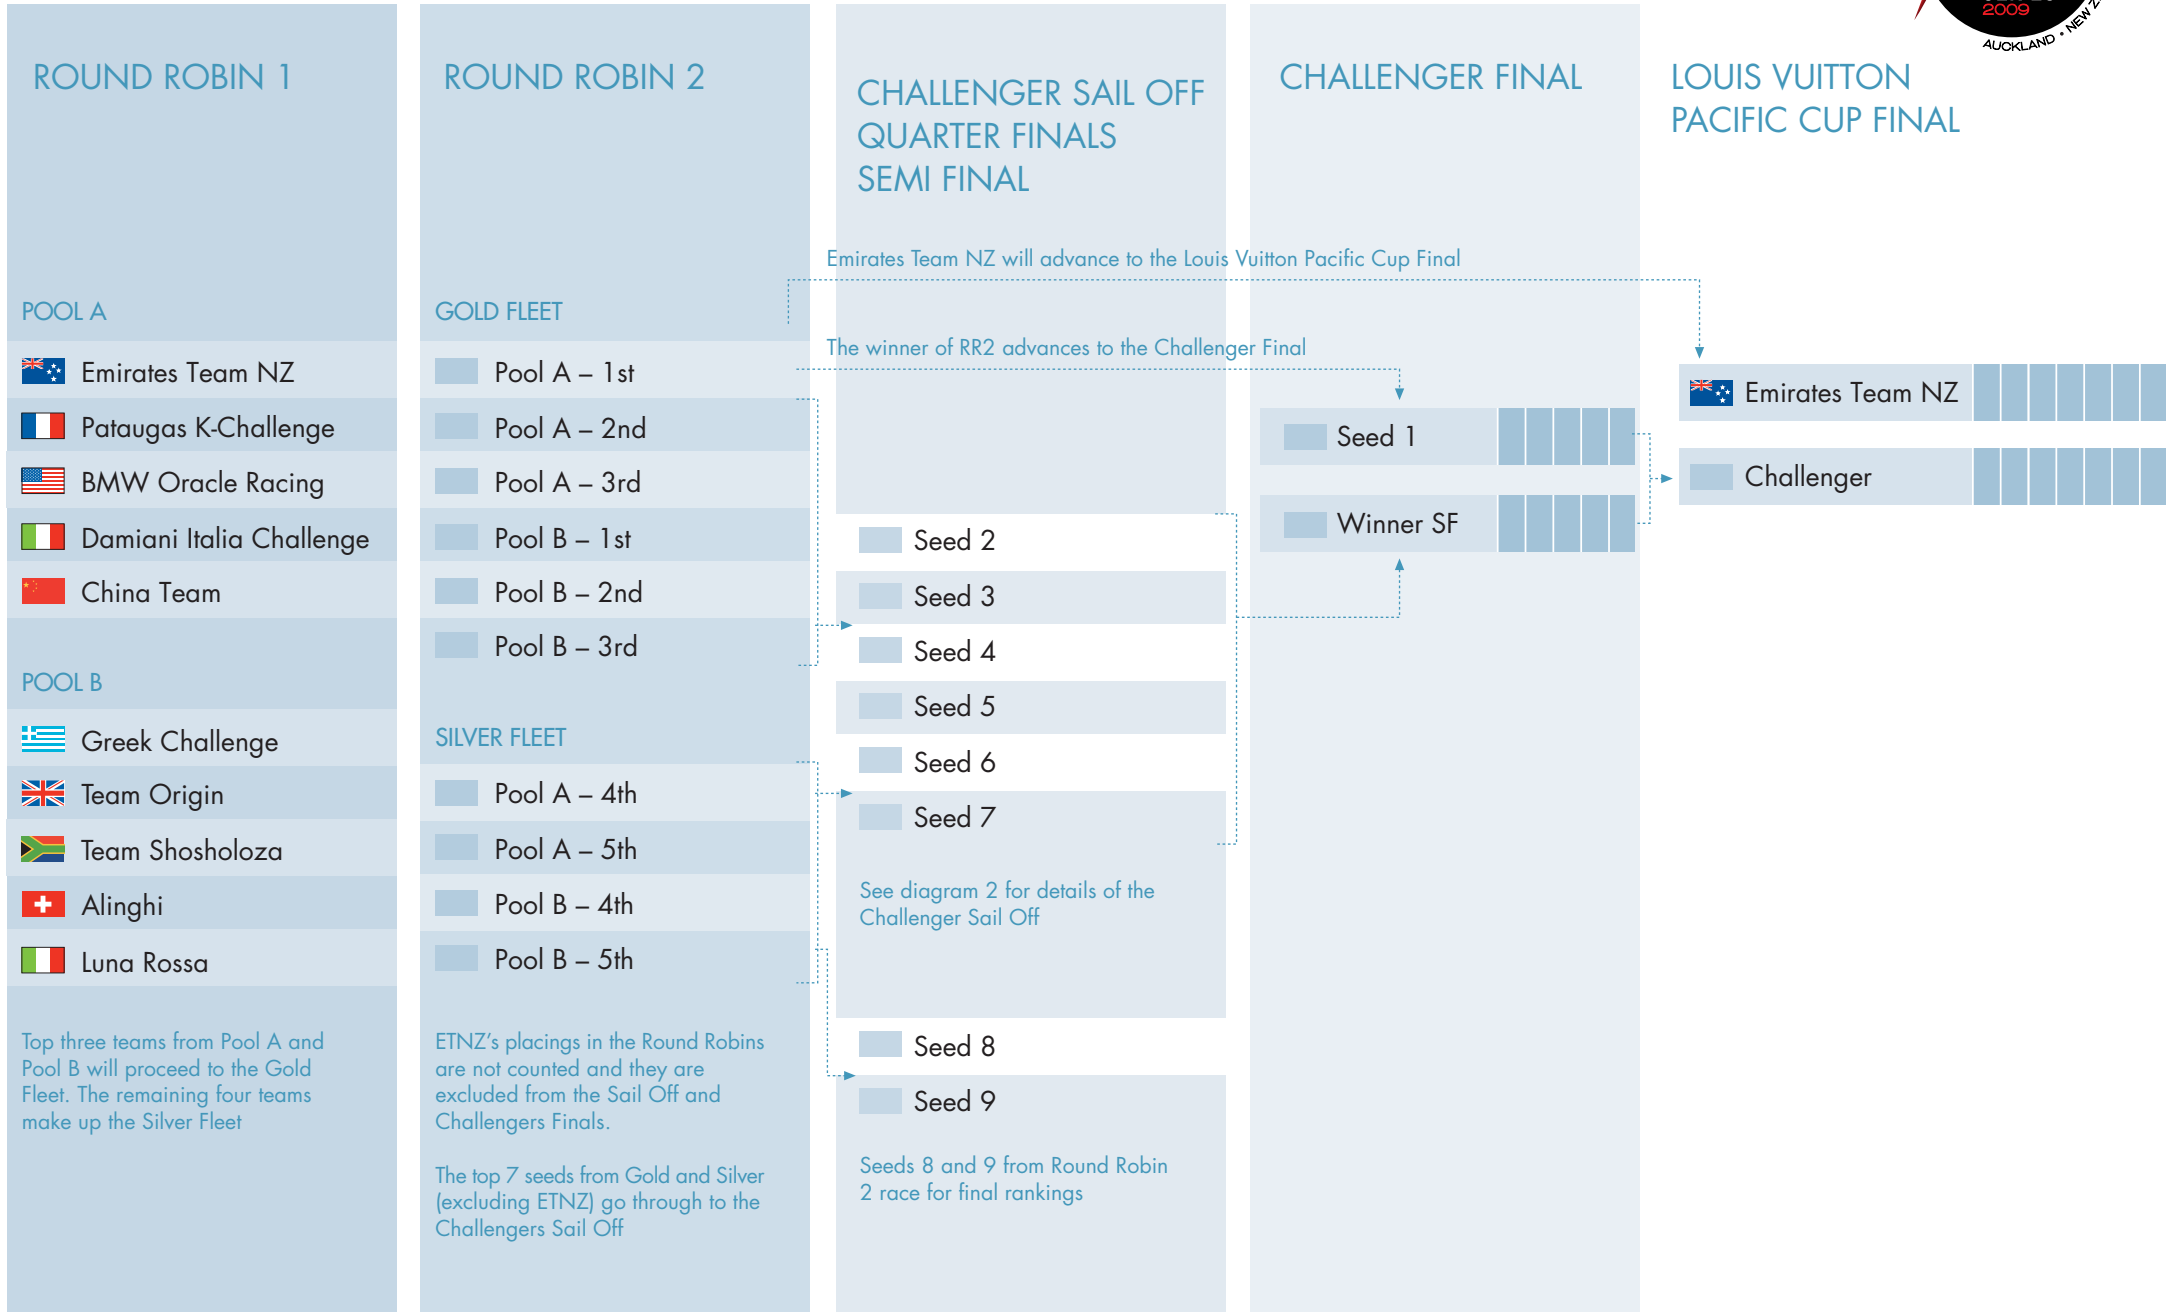 2009
AUCKLAND • NEW
ROUND ROBIN 1
POOL A
Emirates Team NZ
Pataugas K-Challenge
BMW Oracle Racing
Damiani Italia Challenge
China Team
POOL B
Greek Challenge
Team Origin
Team Shosholoza
Alinghi
Luna Rossa
Top three teams from Pool A and
Pool B will proceed to the Gold
Fleet. The remaining four teams
make up the Silver Fleet
ROUND ROBIN 2
GOLD FLEET
Pool A – 1st
Pool A – 2nd
Pool A – 3rd
Pool B – 1st
Pool B – 2nd
Pool B – 3rd
SILVER FLEET
Pool A – 4th
Pool A – 5th
Pool B – 4th
Pool B – 5th
ETNZ’s placings in the Round Robins
are not counted and they are
excluded from the Sail Off and
Challengers Finals.
The top 7 seeds from Gold and Silver
(excluding ETNZ) go through to the
Challengers Sail Off
CHALLENGER SAIL OFF
QUARTER FINALS
SEMI FINAL
Emirates Team NZ will advance to the Louis Vuitton Pacific Cup Final
The winner of RR2 advances to the Challenger Final
Seed 2
Seed 3
Seed 4
Seed 5
Seed 6
Seed 7
See diagram 2 for details of the
Challenger Sail Off
Seed 8
Seed 9
Seeds 8 and 9 from Round Robin
2 race for final rankings
CHALLENGER FINAL
Seed 1
Winner SF
LOUIS VUITTON
PACIFIC CUP FINAL
Emirates Team NZ
Challenger